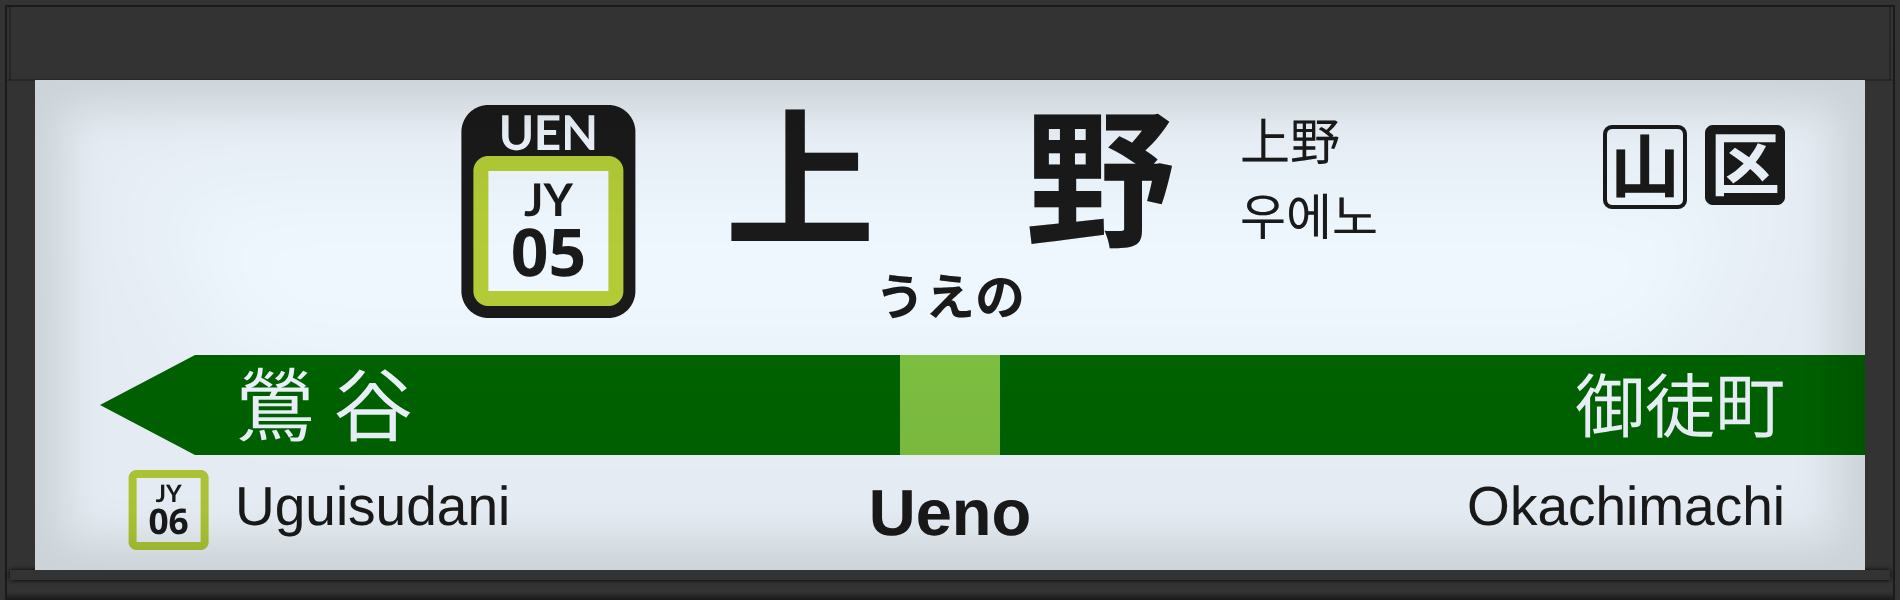 UEN
JY
05
上野
うえの
上野
우에노
山 区
鶯谷
御徒町
JY
06
Uguisudani
Ueno
Okachimachi